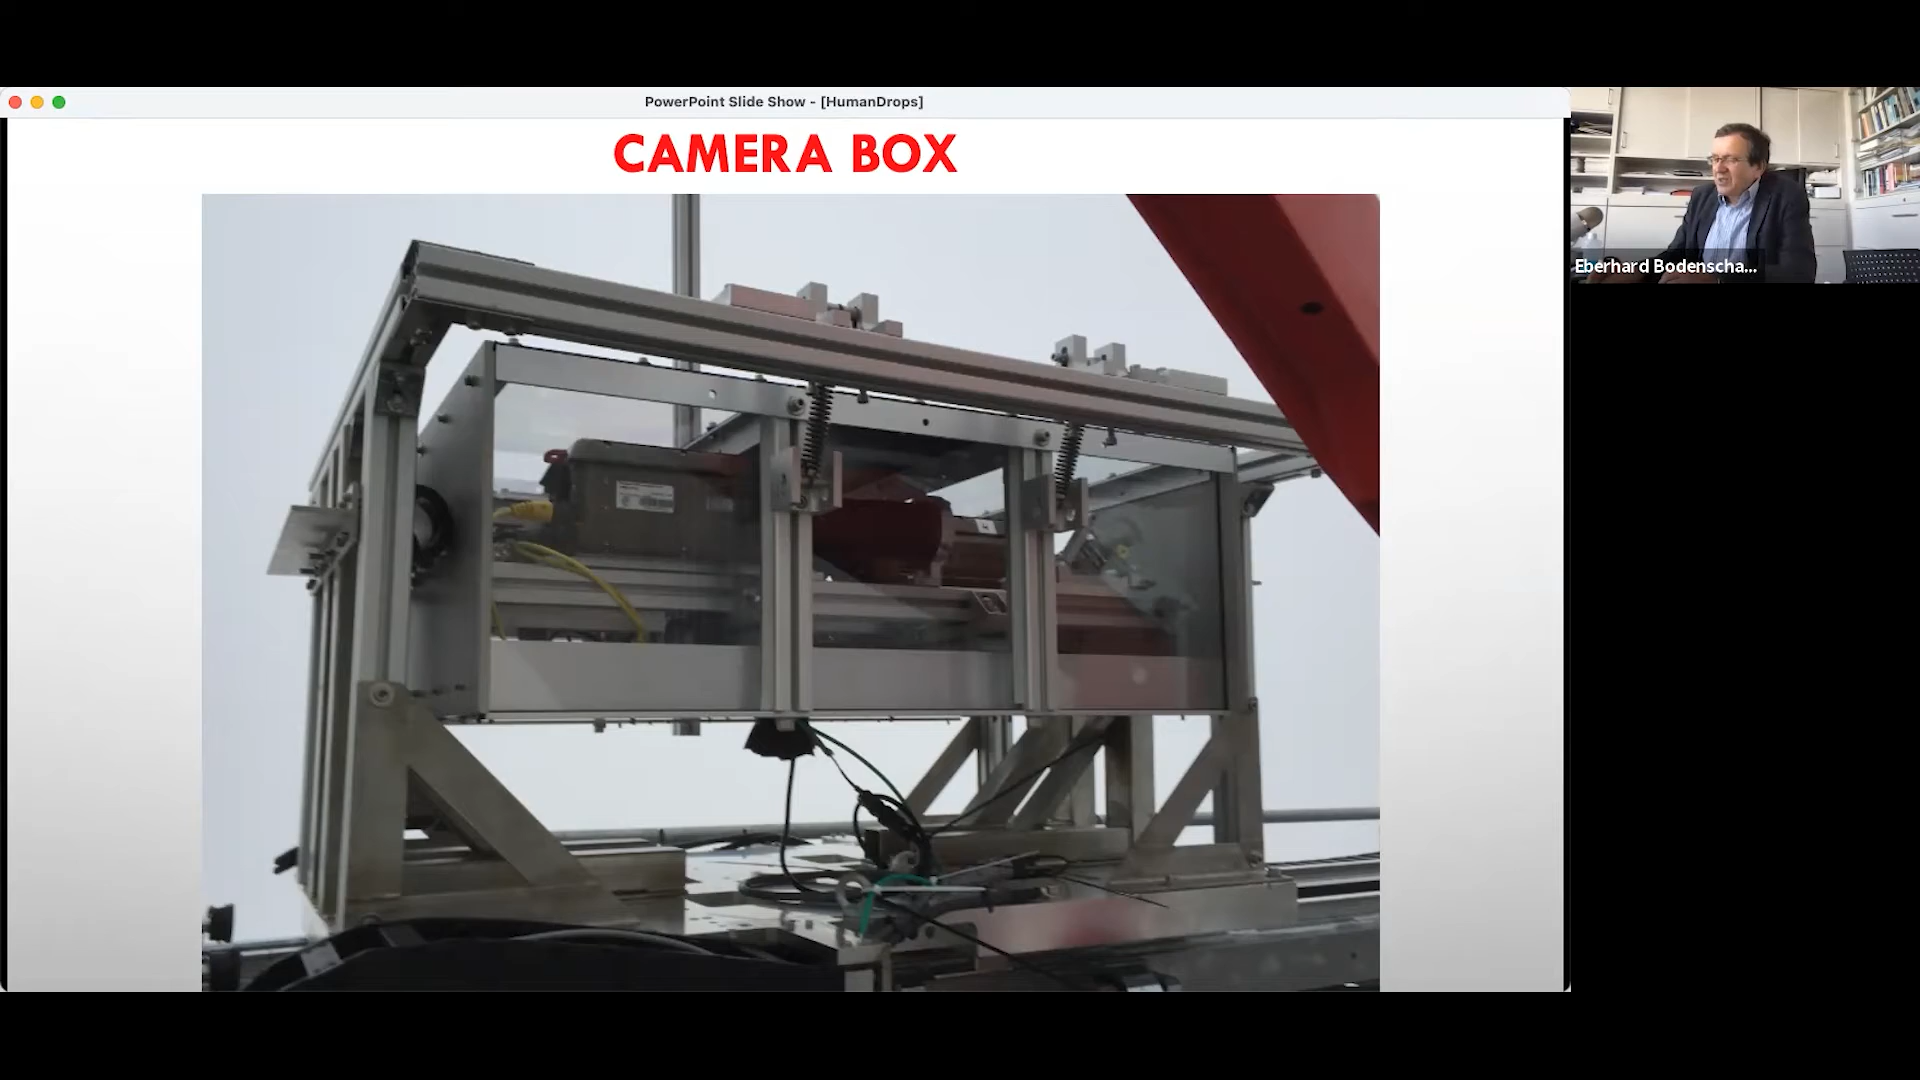 PowerPoint Slide Show - [HumanDrops]
CAMERA BOX
Eberhard Bodenscha...